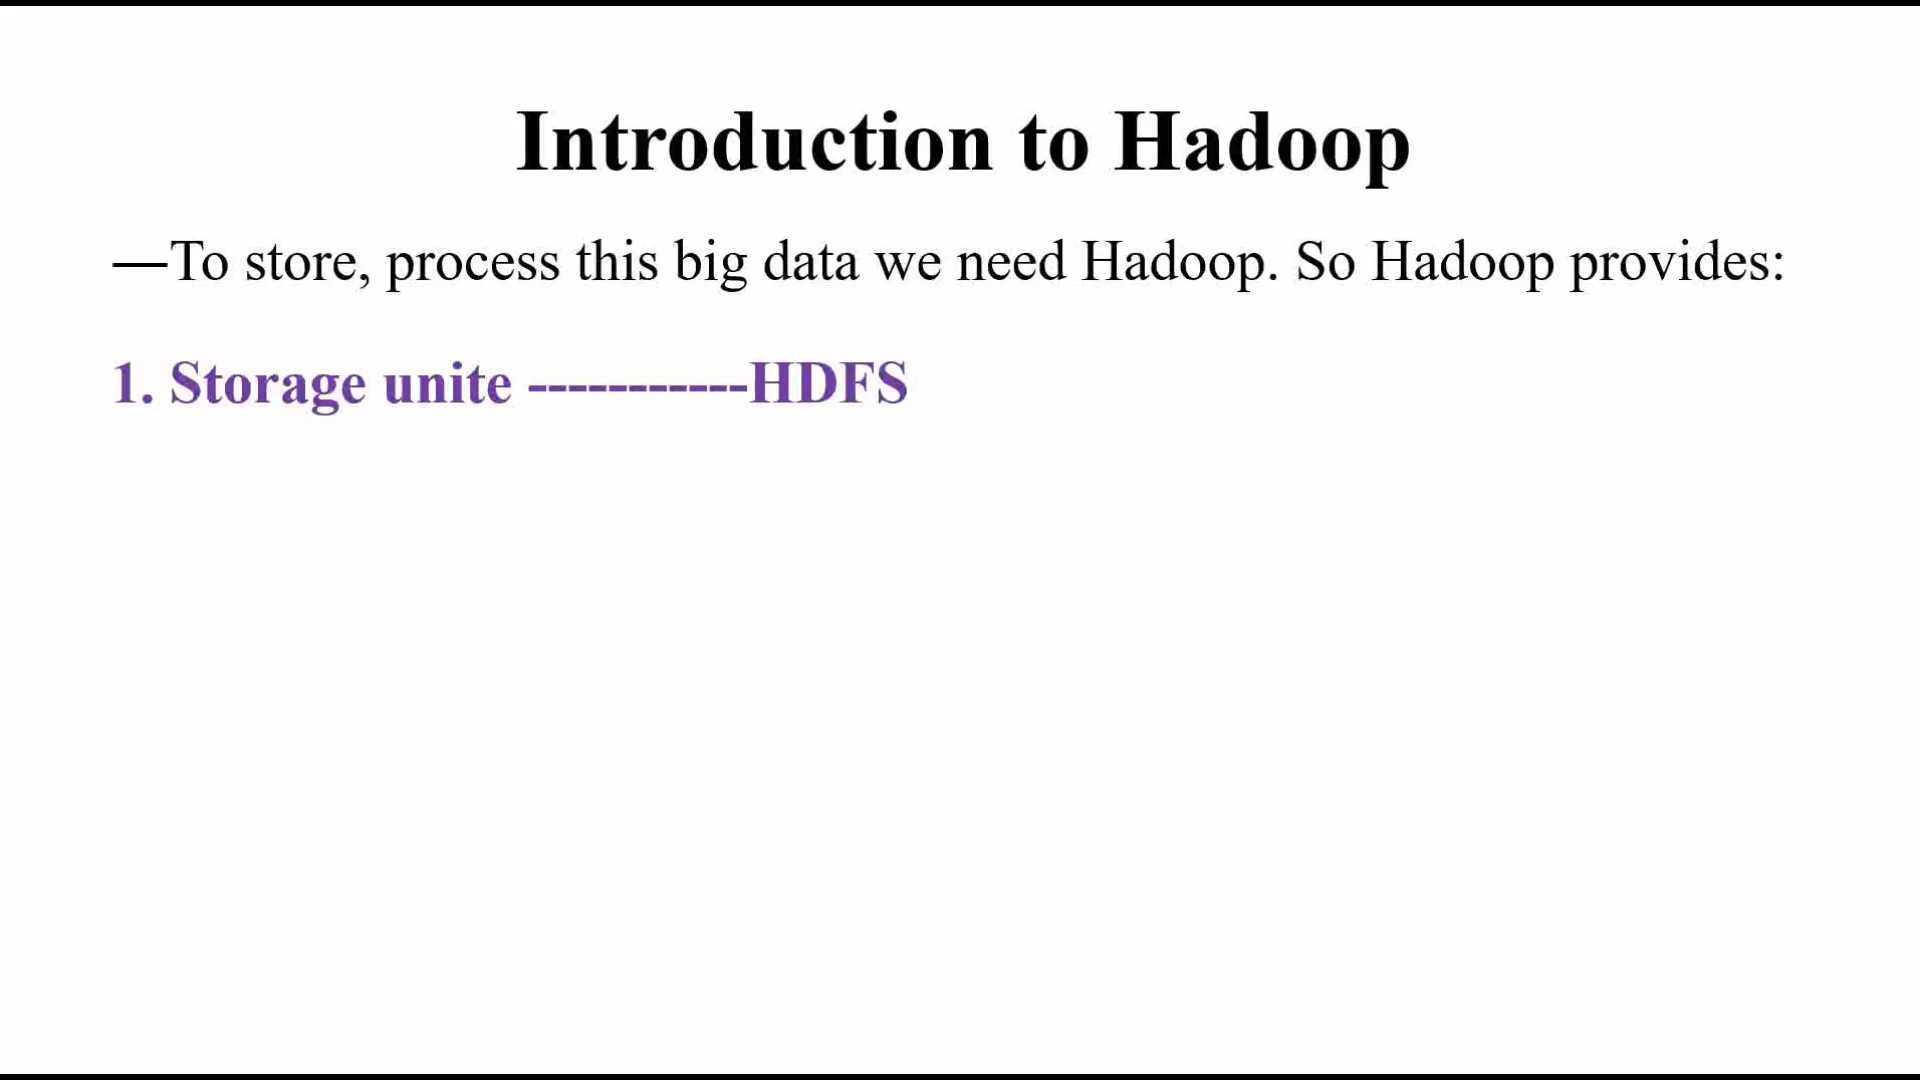 Introduction to Hadoop
—To store, process this big data we need Hadoop. So Hadoop provides:
1. Storage unite -----------HDFS